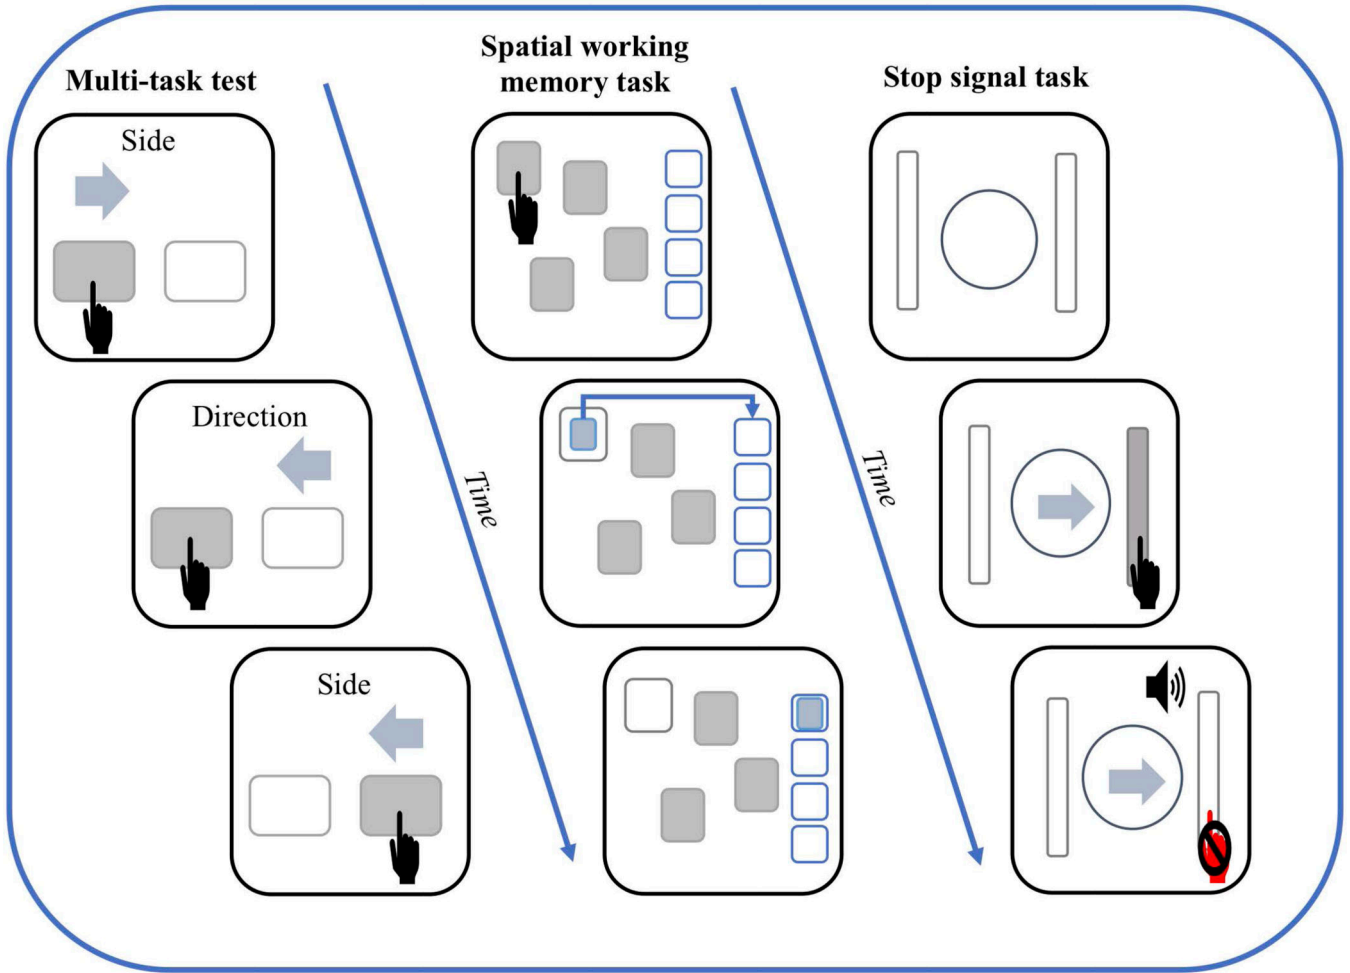 Multi-task test
Side
Direction
Side
Time
Spatial working
memory task
Time
Stop signal task